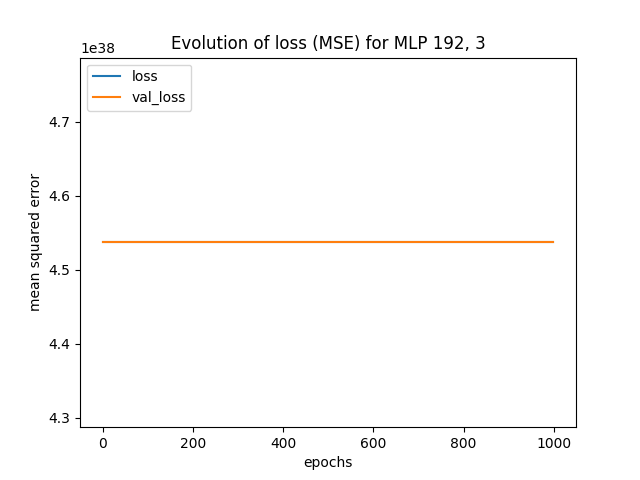 Evolution of loss (MSE) for MLP 192, 3
1e38
loss
val_loss
4.7
4.6
4.5
4.4
4.3
mean squared error
0 200 400 600 800 1000
epochs